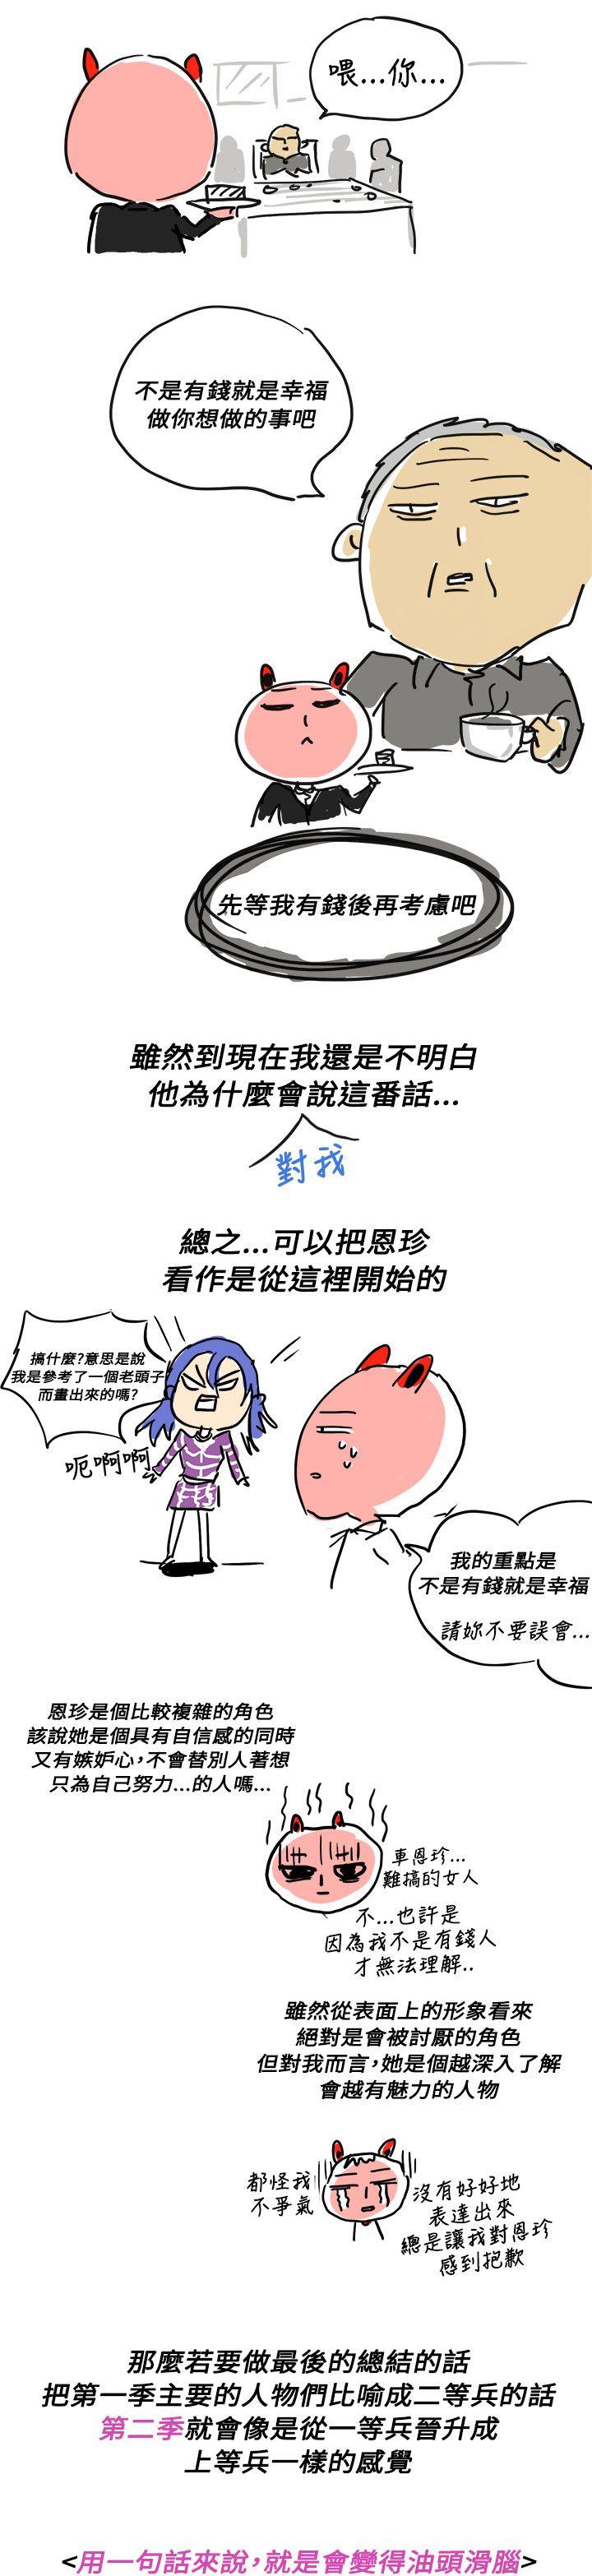 喂...你...
不是有錢就是幸福
做你想做的事吧
先等我有錢後再考慮吧
雖然到現在我還是不明白
他為什麼會說這番話...
對我
總之...可以把恩珍
看作是從這裡開始的
搞什麼?意思是說
我是參考了一個老頭子
而畫出來的嗎?
呃啊啊
我的重點是
不是有錢就是幸福
請妳不要誤會...
恩珍是個比較複雜的角色
該說她是個具有自信感的同時
又有嫉妒心,不會替別人著想
只為自己努力...的人嗎...
車恩珍...
難搞的女人
不...也許是
因為我不是有錢人
才無法理解..
雖然從表面上的形象看來
絕對是會被討厭的角色
但對我而言,她是個越深入了解
會越有魅力的人物
都怪我
不爭氣
沒有好好地
表達出來
總是讓我對恩珍
感到抱歉
那麼若要做最後的總結的話
把第一季主要的人物們比喻成二等兵的話
第二季就會像是從一等兵晉升成
上等兵一樣的感覺
<用一句話來說,就是會變得油頭滑腦>